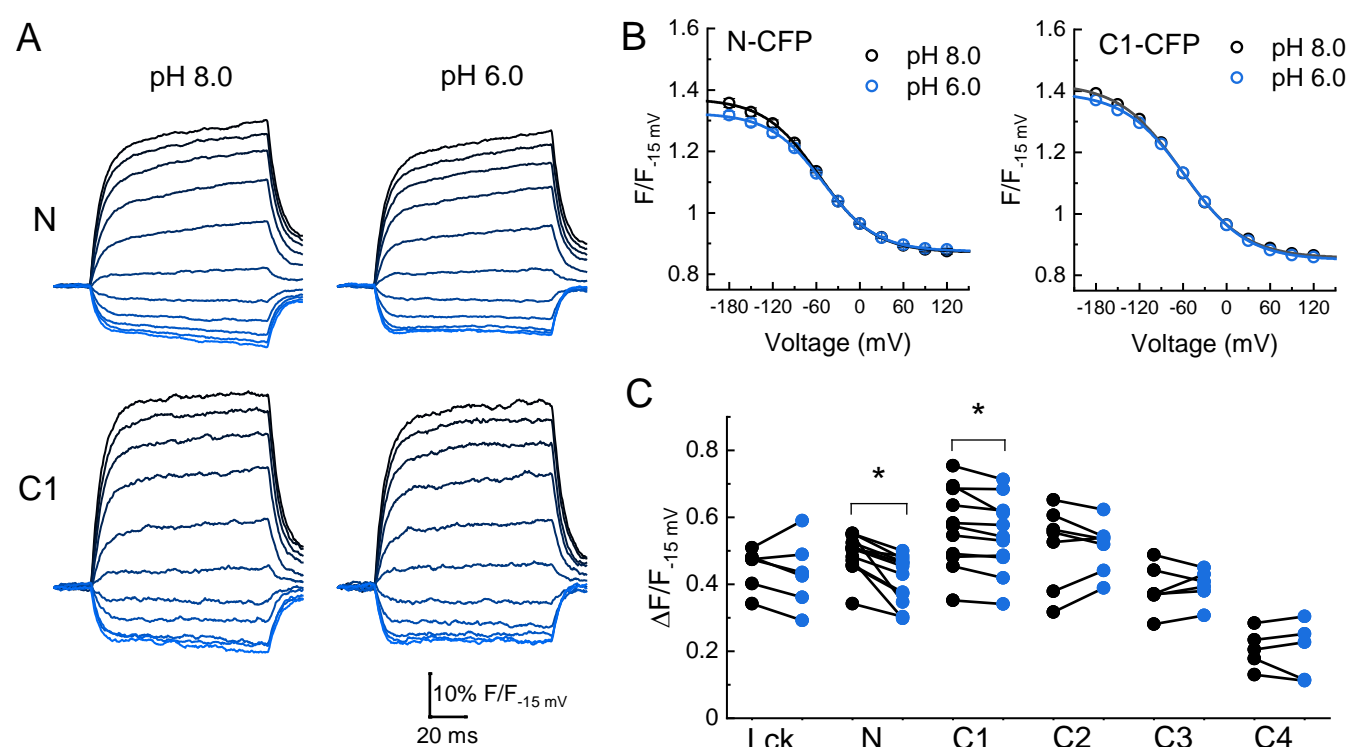 A
pH 8.0
pH 6.0
N
C1
10% F/F-15 mV
20 ms
B
N-CFP
pH 8.0
pH 6.0
F/F-15 mV
1.6
1.4
1.2
1.0
0.8
-180 -120 -60 0 60 120
Voltage (mV)
C1-CFP
pH 8.0
pH 6.0
F/F-15 mV
1.6
1.4
1.2
1.0
0.8
-180 -120 -60 0 60 120
Voltage (mV)
C
ΔF/F-15 mV
0.8
0.6
0.4
0.2
0
*
*
Lck N C1 C2 C3 C4